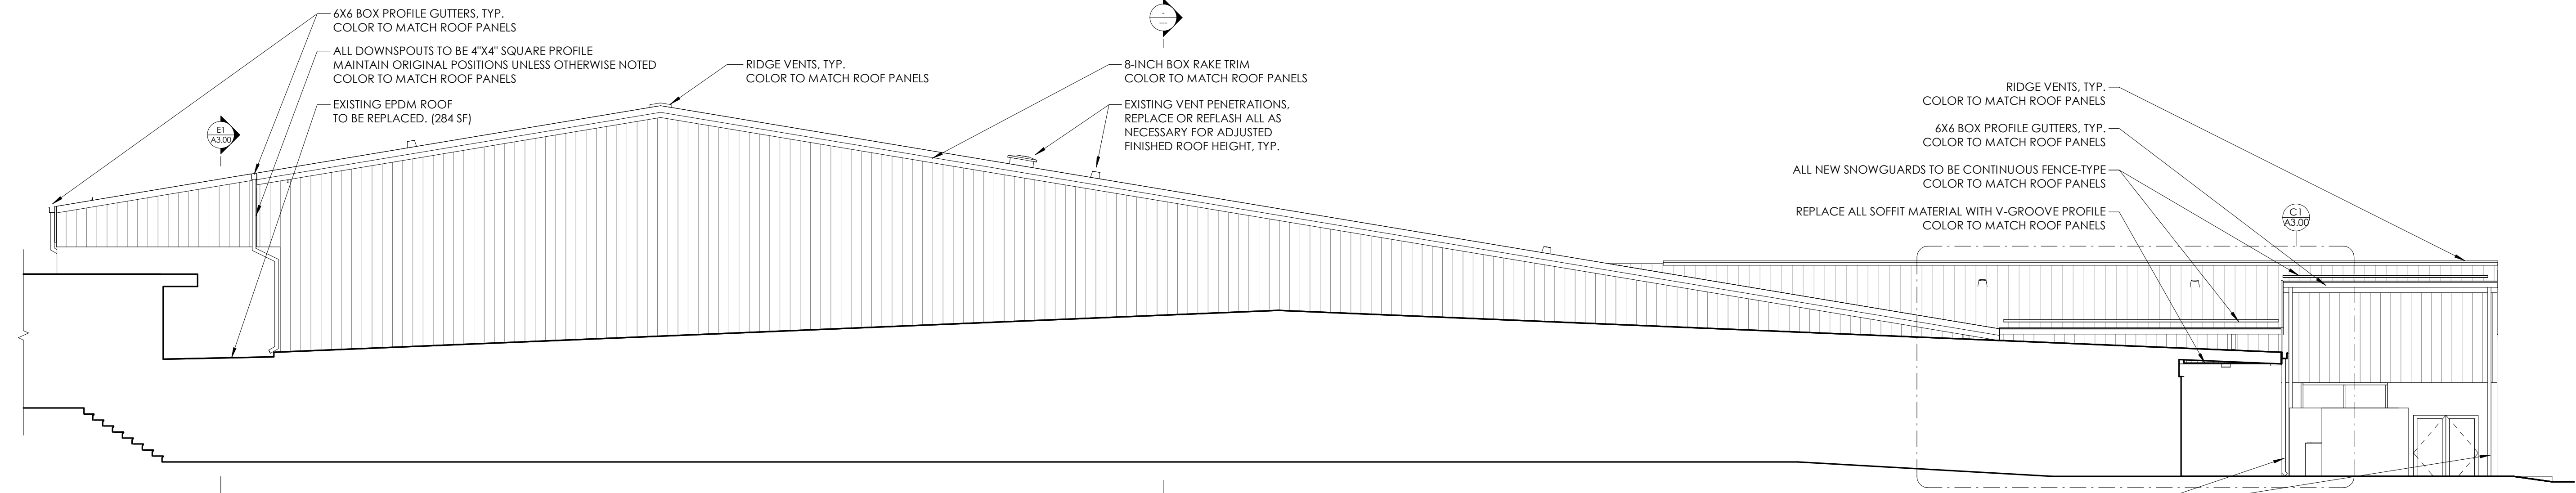 6X6 BOX PROFILE GUTTERS, TYP.
COLOR TO MATCH ROOF PANELS
ALL DOWNSPOUTS TO BE 4"X4" SQUARE PROFILE
MAINTAIN ORIGINAL POSITIONS UNLESS OTHERWISE NOTED
COLOR TO MATCH ROOF PANELS
EXISTING EPDM ROOF
TO BE REPLACED. (284 SF)
E1
A3.00
RIDGE VENTS, TYP.
COLOR TO MATCH ROOF PANELS
8-INCH BOX RAKE TRIM
COLOR TO MATCH ROOF PANELS
EXISTING VENT PENETRATIONS,
REPLACE OR REFLASH ALL AS
NECESSARY FOR ADJUSTED
FINISHED ROOF HEIGHT, TYP.
RIDGE VENTS, TYP.
COLOR TO MATCH ROOF PANELS
6X6 BOX PROFILE GUTTERS, TYP.
COLOR TO MATCH ROOF PANELS
ALL NEW SNOWGUARDS TO BE CONTINUOUS FENCE-TYPE
COLOR TO MATCH ROOF PANELS
REPLACE ALL SOFFIT MATERIAL WITH V-GROOVE PROFILE
COLOR TO MATCH ROOF PANELS
C1
A3.00